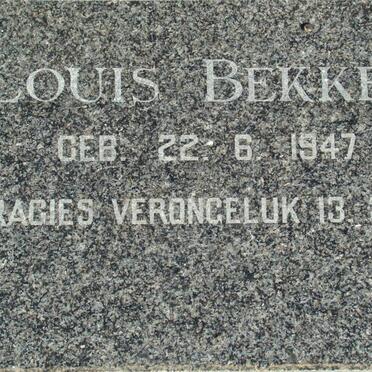 LOUIS BEKKE
GEB. 22. 6. 1947
RAGIES VERONGELUK 13.